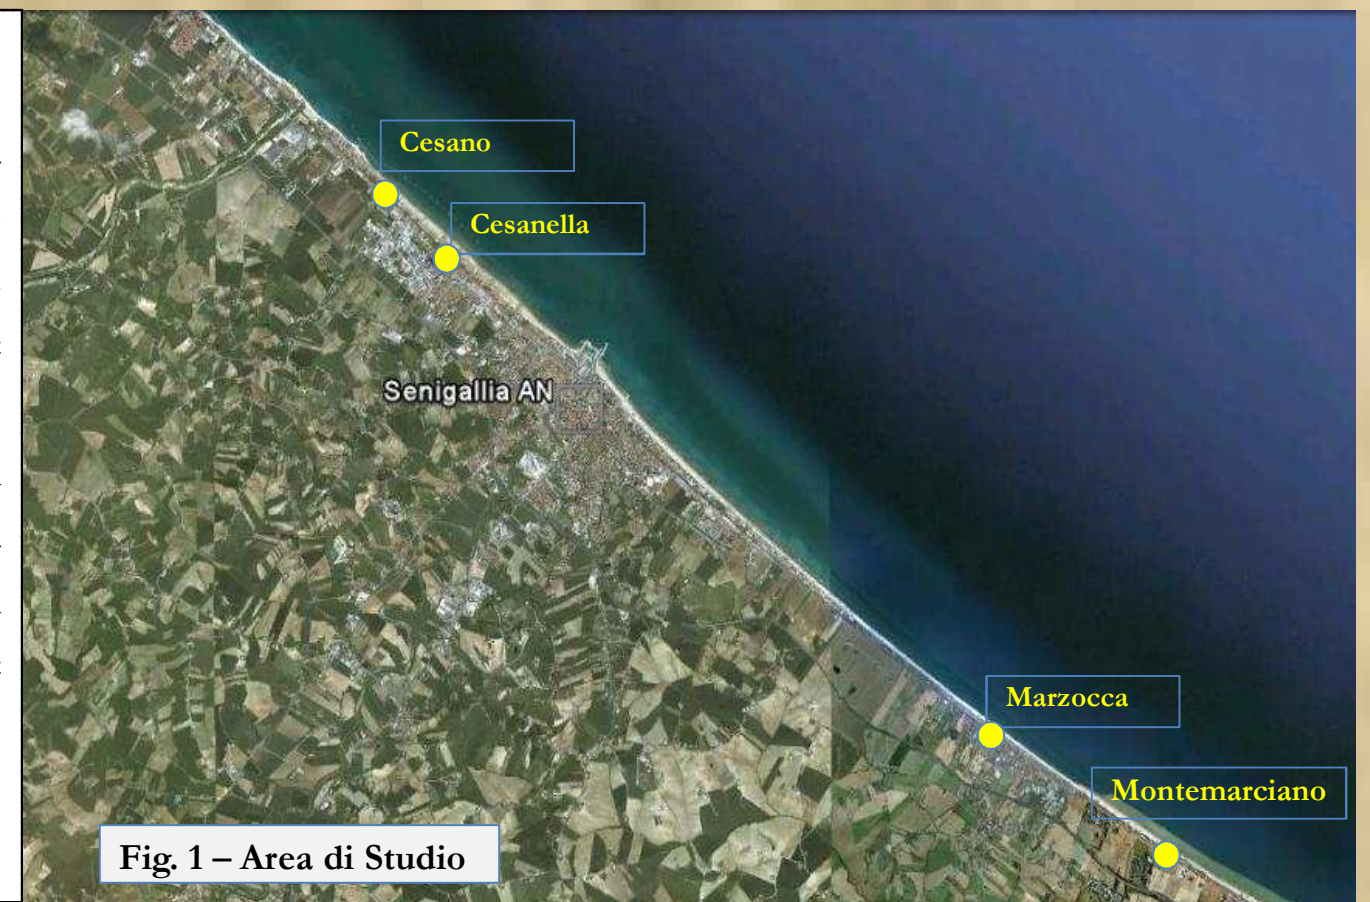 Cesano
Cesanella
Senigallia AN
Marzocca
Montemarciano
Fig. 1 – Area di Studio